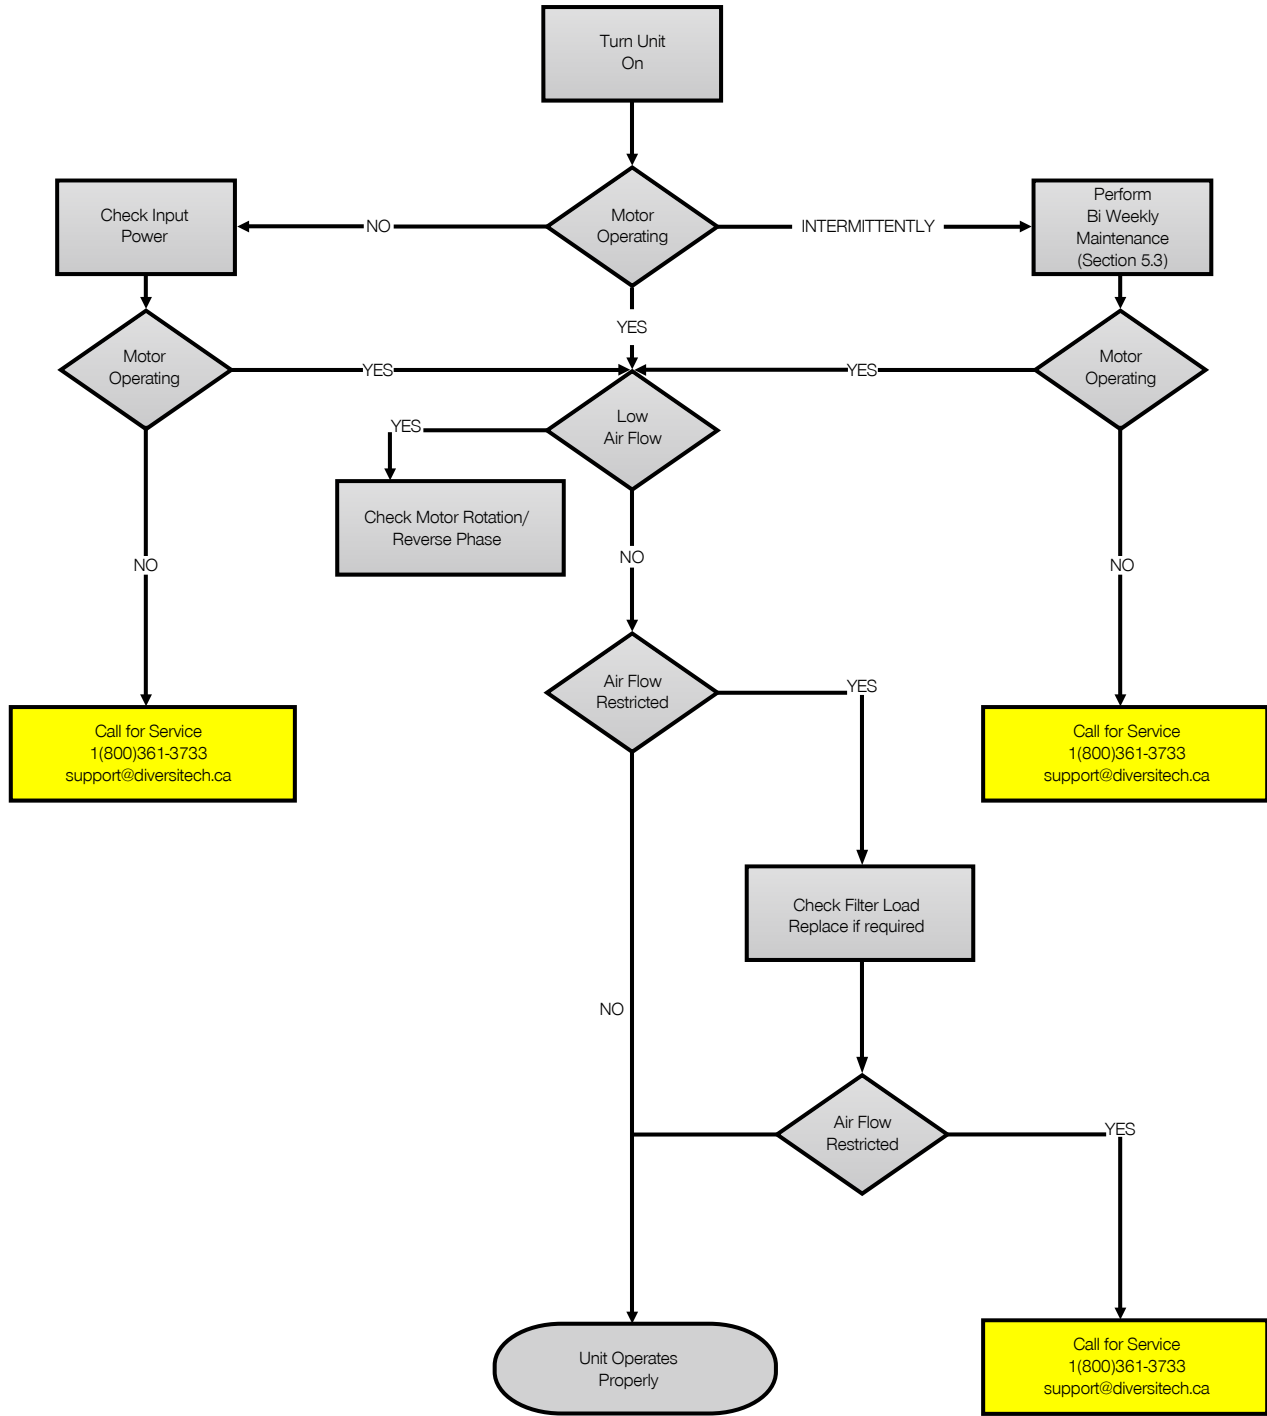 Turn Unit
On
Motor
Operating
NO
INTERMITTENTLY
YES
Check Input
Power
Perform
Bi Weekly
Maintenance
(Section 5.3)
Motor
Operating
YES
YES
Motor
Operating
Low
Air Flow
YES
Check Motor Rotation/
Reverse Phase
NO
NO
NO
Air Flow
Restricted
YES
Call for Service
1(800)361-3733
support@diversitech.ca
Call for Service
1(800)361-3733
support@diversitech.ca
Check Filter Load
Replace if required
NO
Air Flow
Restricted
YES
Unit Operates
Properly
Call for Service
1(800)361-3733
support@diversitech.ca